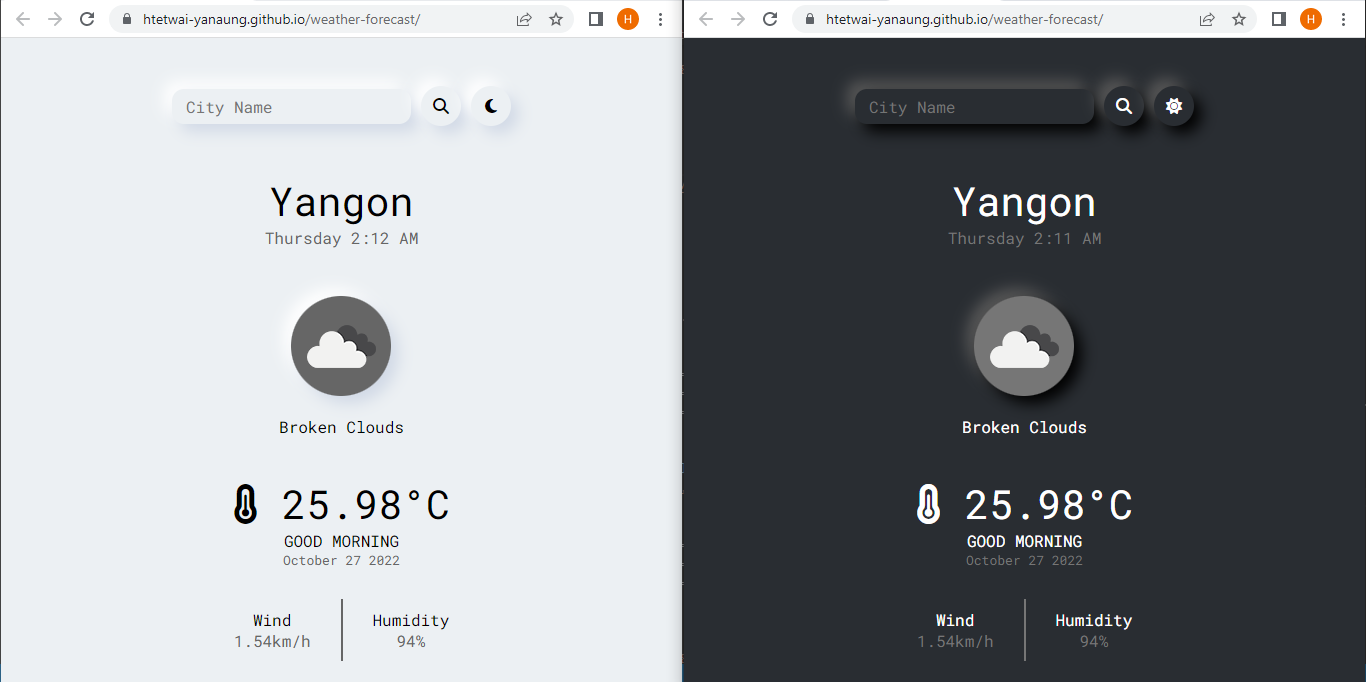 htetwai-yanaung.github.io/weather-forecast/
H
City Name
Yangon
Thursday 2:12 AM
Broken Clouds
25.98°C
GOOD MORNING
October 27 2022
Wind
1.54km/h
Humidity
94%
htetwai-yanaung.github.io/weather-forecast/
H
City Name
Yangon
Thursday 2:11 AM
Broken Clouds
25.98°C
GOOD MORNING
October 27 2022
Wind
1.54km/h
Humidity
94%